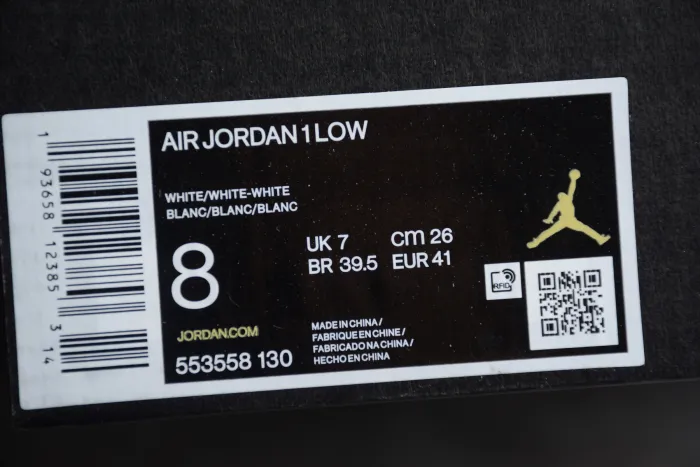 AIR JORDAN 1 LOW
WHITE/WHITE-WHITE
BLANC/BLANC/BLANC
8
UK 7 cm 26
BR 39.5 EUR 41
JORDAN.COM
553558 130
MADE IN CHINA /
FABRIQUE EN CHINE /
FABRICADO NA CHINA /
HECHO EN CHINA
RFID
1 93658 12385 3 14